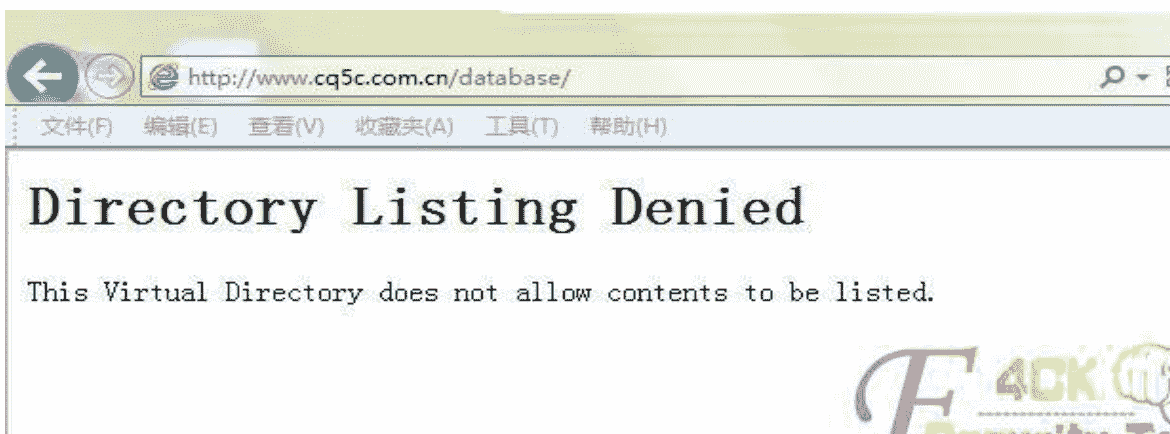 http://www.cq5c.com.cn/database/
文件(F) 编辑(E) 查看(V) 收藏夹(A) 工具(T) 帮助(H)
Directory Listing Denied
This Virtual Directory does not allow contents to be listed.
F4CK